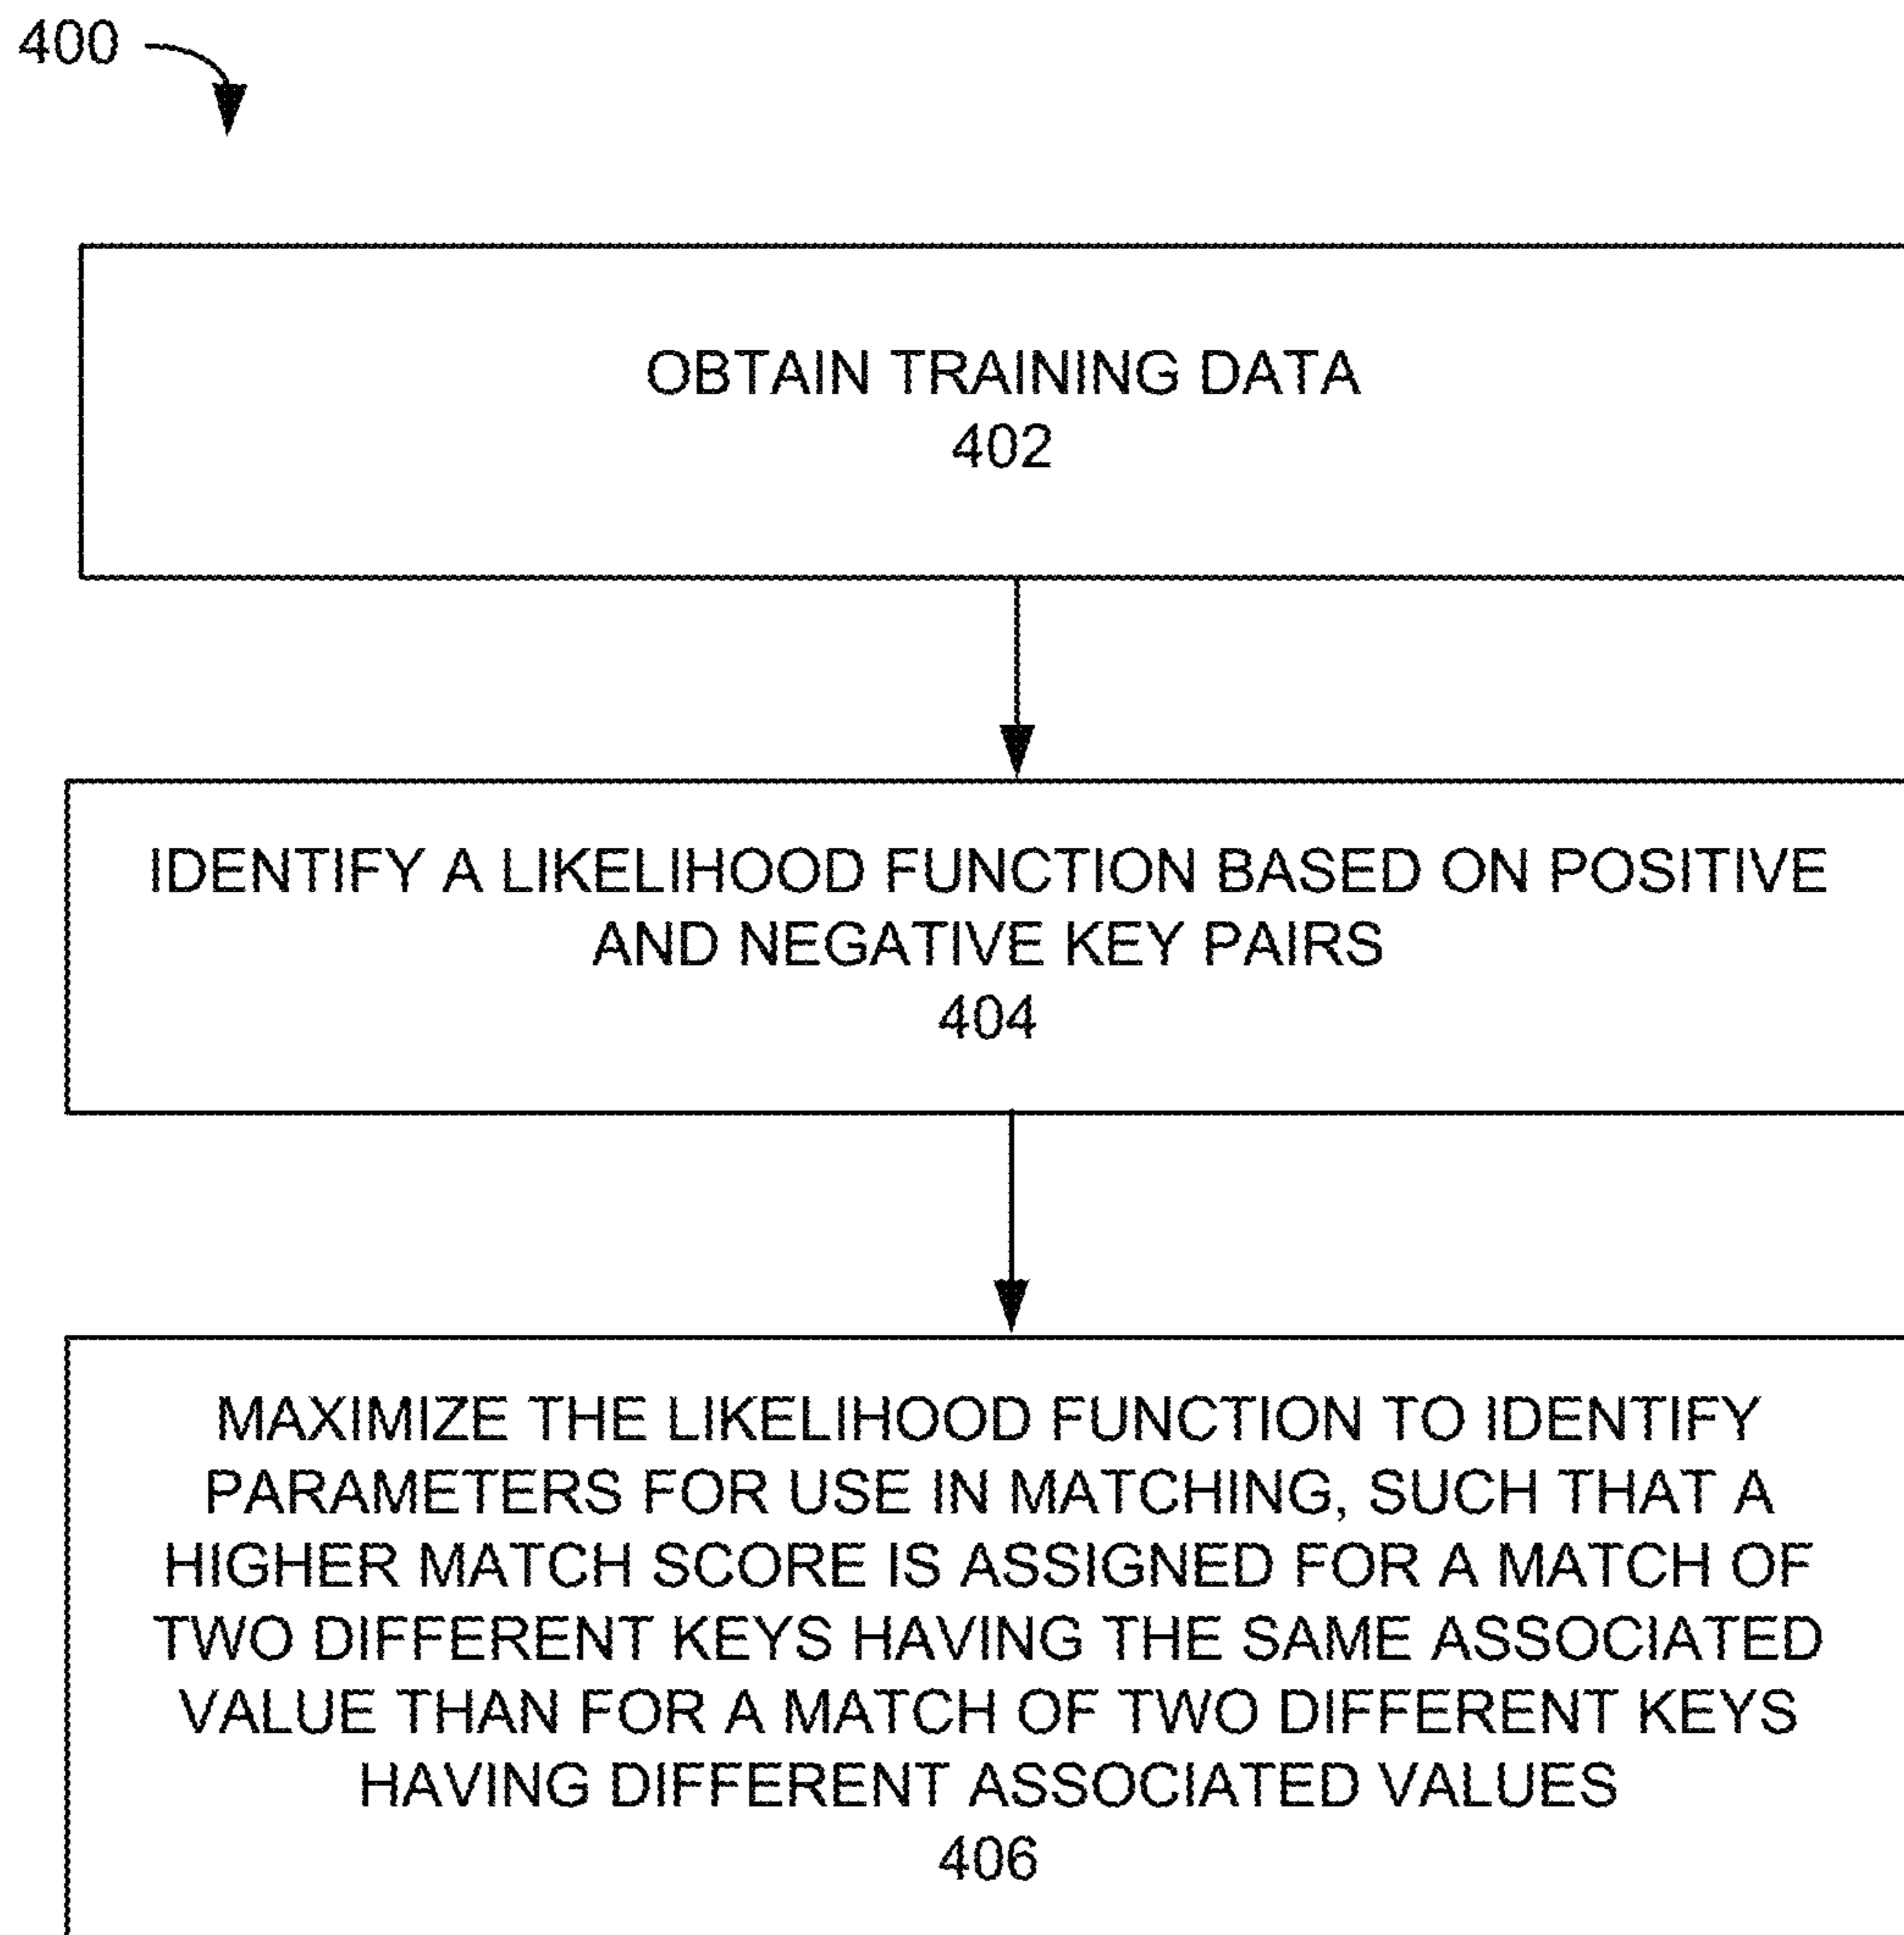 400
OBTAIN TRAINING DATA
402
IDENTIFY A LIKELIHOOD FUNCTION BASED ON POSITIVE
AND NEGATIVE KEY PAIRS
404
MAXIMIZE THE LIKELIHOOD FUNCTION TO IDENTIFY
PARAMETERS FOR USE IN MATCHING, SUCH THAT A
HIGHER MATCH SCORE IS ASSIGNED FOR A MATCH OF
TWO DIFFERENT KEYS HAVING THE SAME ASSOCIATED
VALUE THAN FOR A MATCH OF TWO DIFFERENT KEYS
HAVING DIFFERENT ASSOCIATED VALUES
406